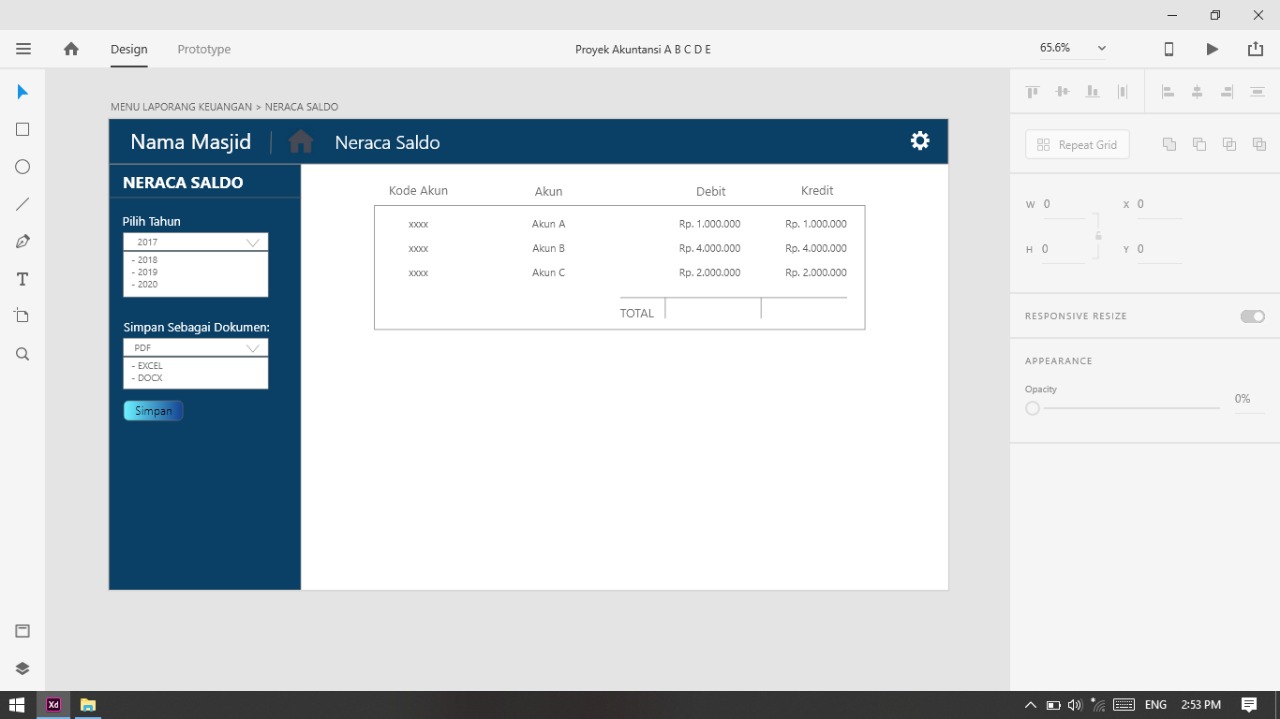 Design Prototype Proyek Akuntansi A B C D E 65.6%
MENU LAPORANG KEUANGAN > NERACA SALDO
Nama Masjid Neraca Saldo
NERACA SALDO
Pilih Tahun
2017
- 2018
- 2019
- 2020
Simpan Sebagai Dokumen:
PDF
- EXCEL
- DOCX
Simpan
Kode Akun Akun Debit Kredit
xxxx Akun A Rp. 1.000.000 Rp. 1.000.000
xxxx Akun B Rp. 4.000.000 Rp. 4.000.000
xxxx Akun C Rp. 2.000.000 Rp. 2.000.000
TOTAL
Repeat Grid
W 0 X 0
H 0 Y 0
RESPONSIVE RESIZE
APPEARANCE
Opacity
0%
Xd ENG 2:53 PM